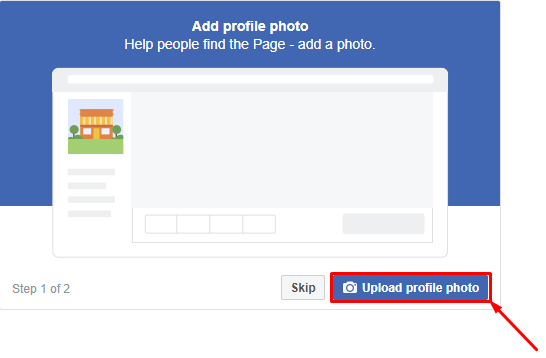 Add profile photo
Help people find the Page - add a photo.
Step 1 of 2
Skip
Upload profile photo